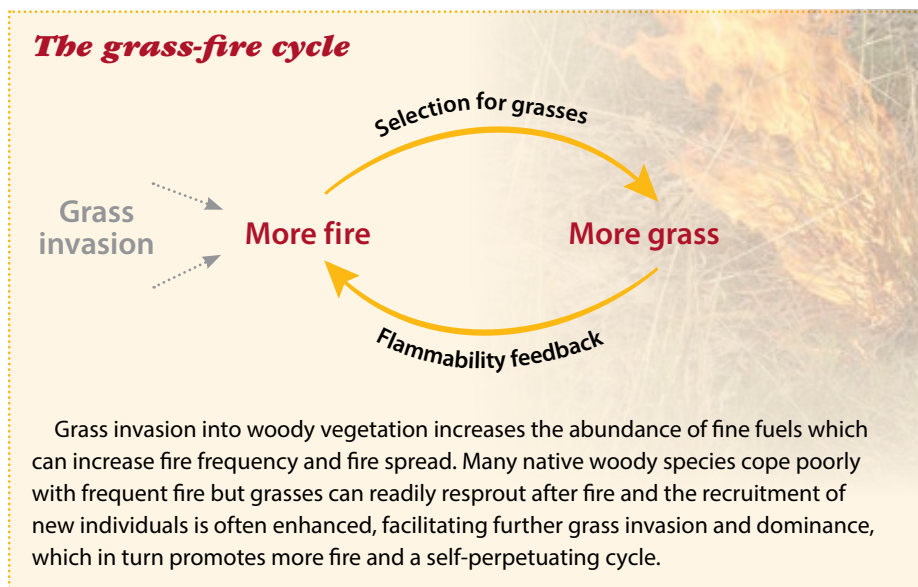 The grass-fire cycle
Selection for grasses
Grass
invasion
More fire
More grass
Flammability feedback
Grass invasion into woody vegetation increases the abundance of fine fuels which
can increase fire frequency and fire spread. Many native woody species cope poorly
with frequent fire but grasses can readily resprout after fire and the recruitment of
new individuals is often enhanced, facilitating further grass invasion and dominance,
which in turn promotes more fire and a self-perpetuating cycle.